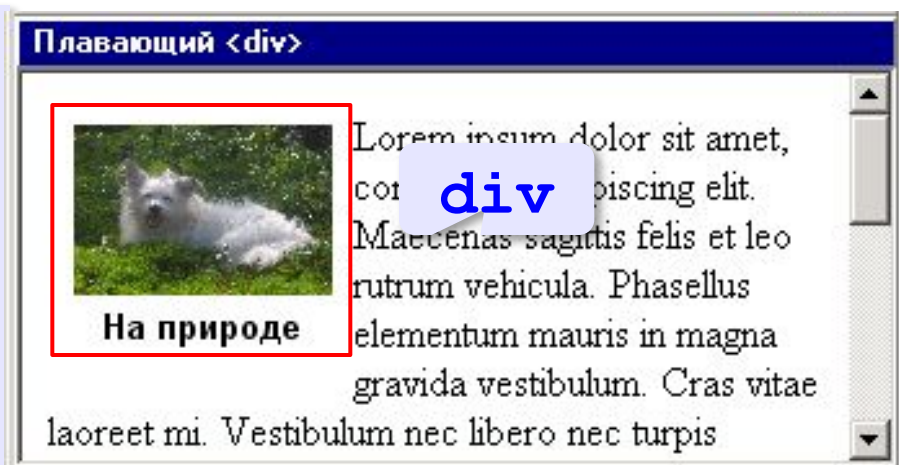 Плавающий <div>
Lorem ipsum dolor sit amet,
div
piscing elit.
Maecenas sagittis felis et leo
rutrum vehicula. Phasellus
elementum mauris in magna
gravida vestibulum. Cras vitae
laoreet mi. Vestibulum nec libero nec turpis
На природе